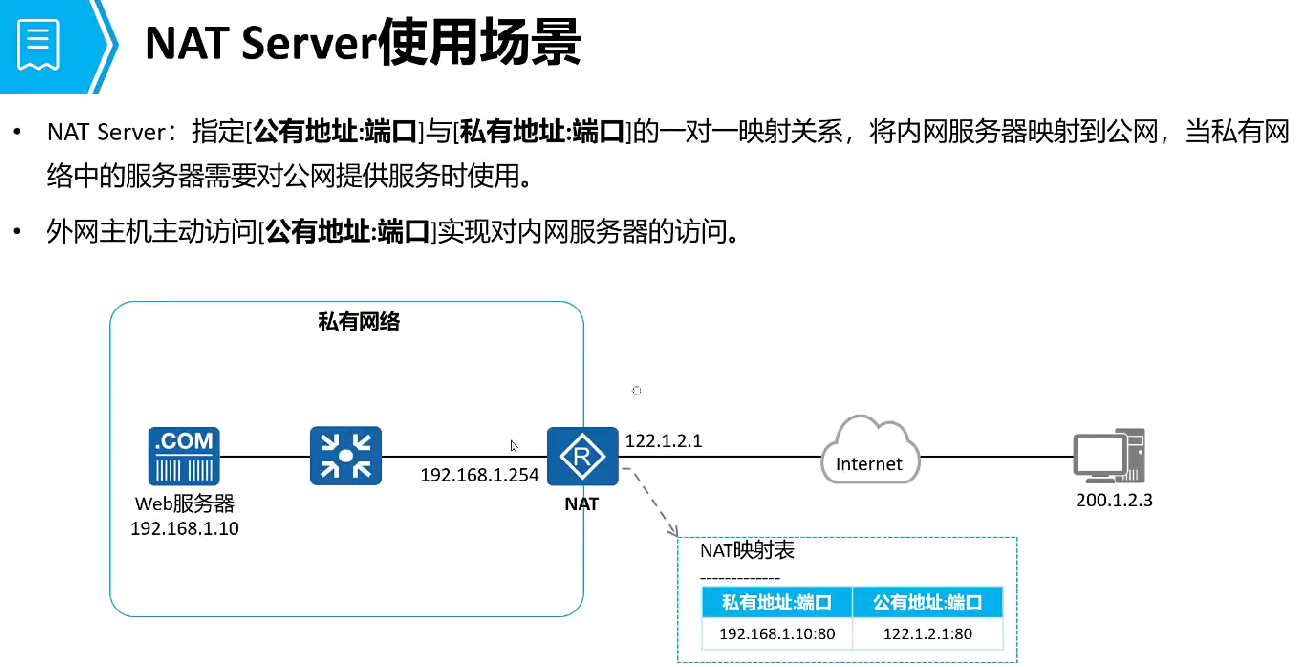 NAT Server使用场景
• NAT Server：指定[公有地址:端口]与[私有地址:端口]的一对一映射关系，将内网服务器映射到公网，当私有网
络中的服务器需要对公网提供服务时使用。
• 外网主机主动访问[公有地址:端口]实现对内网服务器的访问。
私有网络
.COM
Web服务器
192.168.1.10
192.168.1.254
R
NAT
122.1.2.1
Internet
200.1.2.3
NAT映射表
-------------
私有地址:端口 公有地址:端口
192.168.1.10:80 122.1.2.1:80